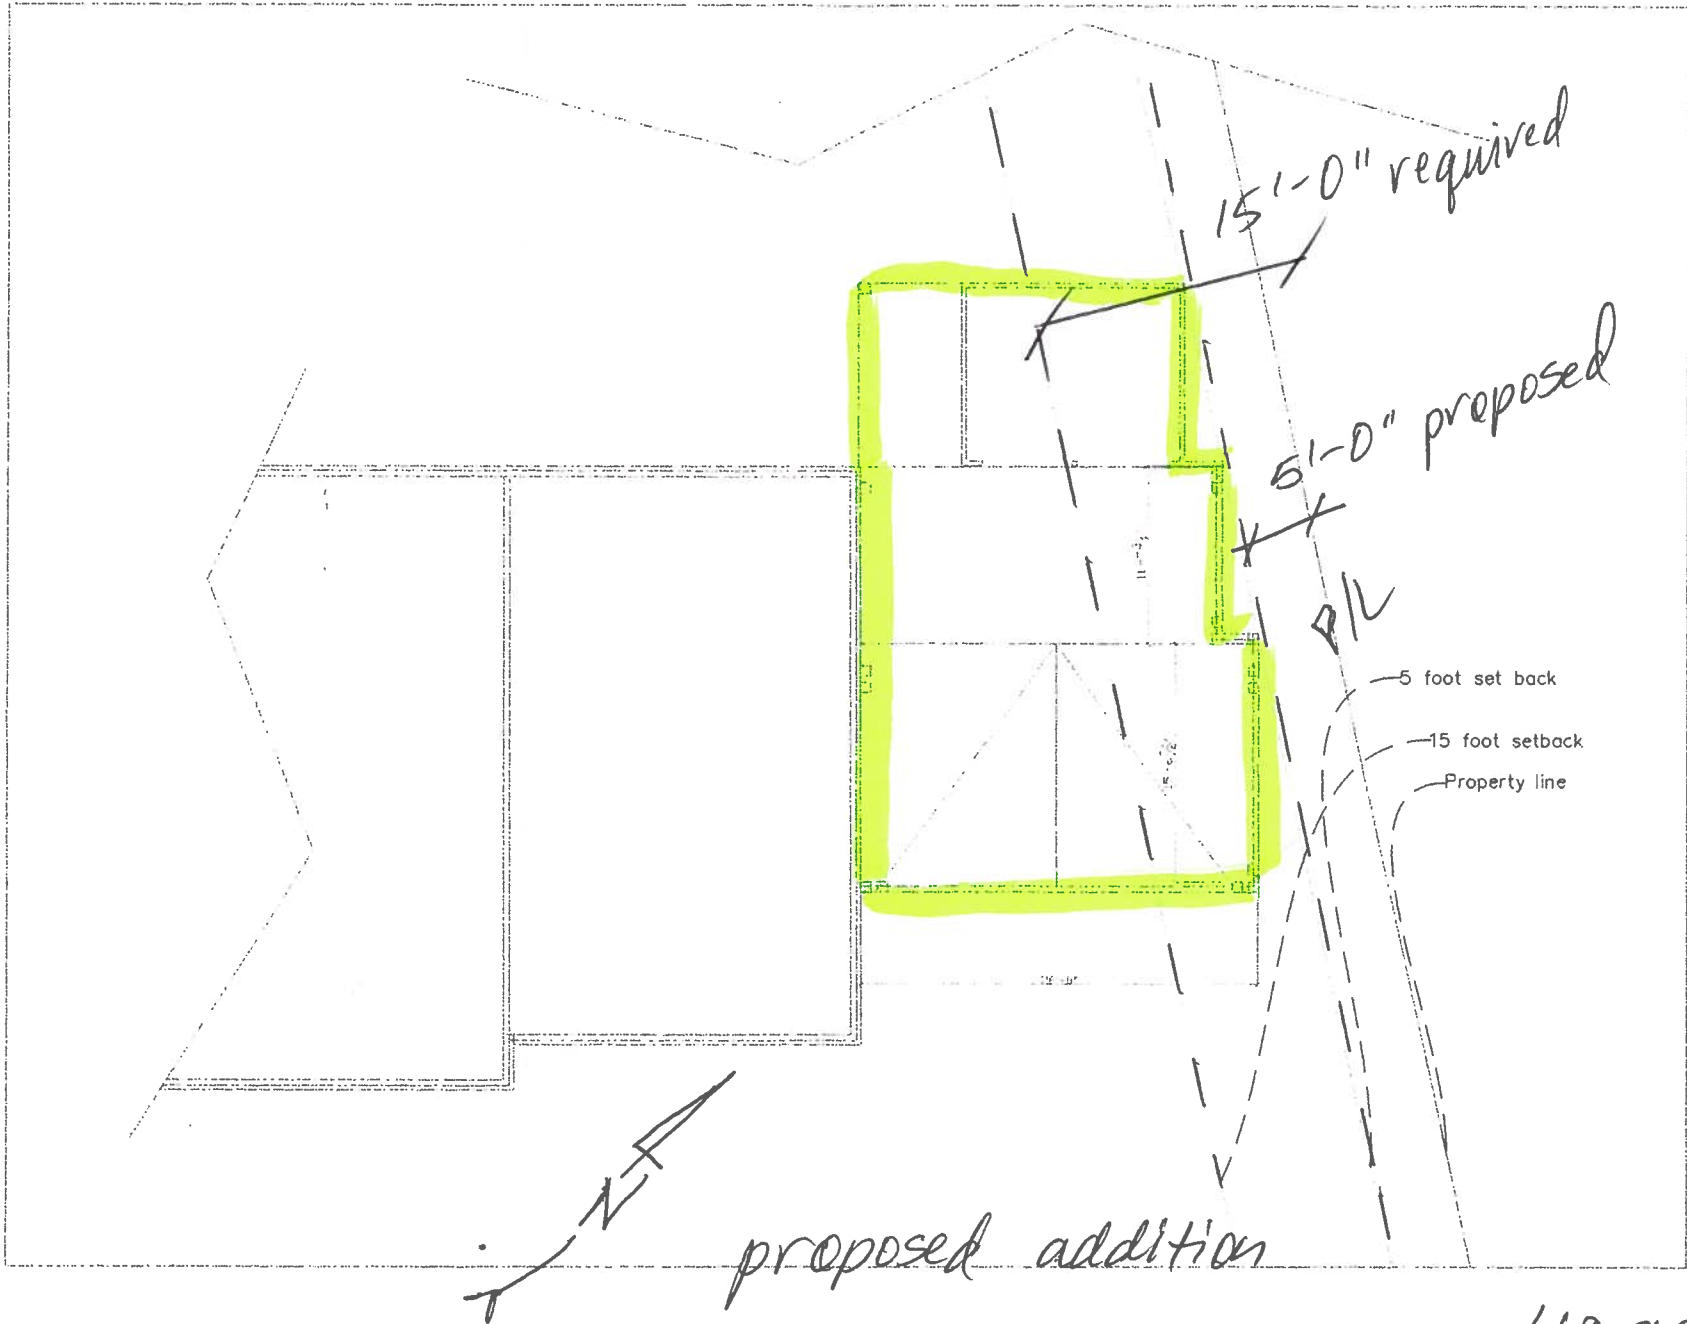 15'-0" required
5'-0" proposed
P/L
5 foot set back
15 foot setback
Property line
N
proposed addition